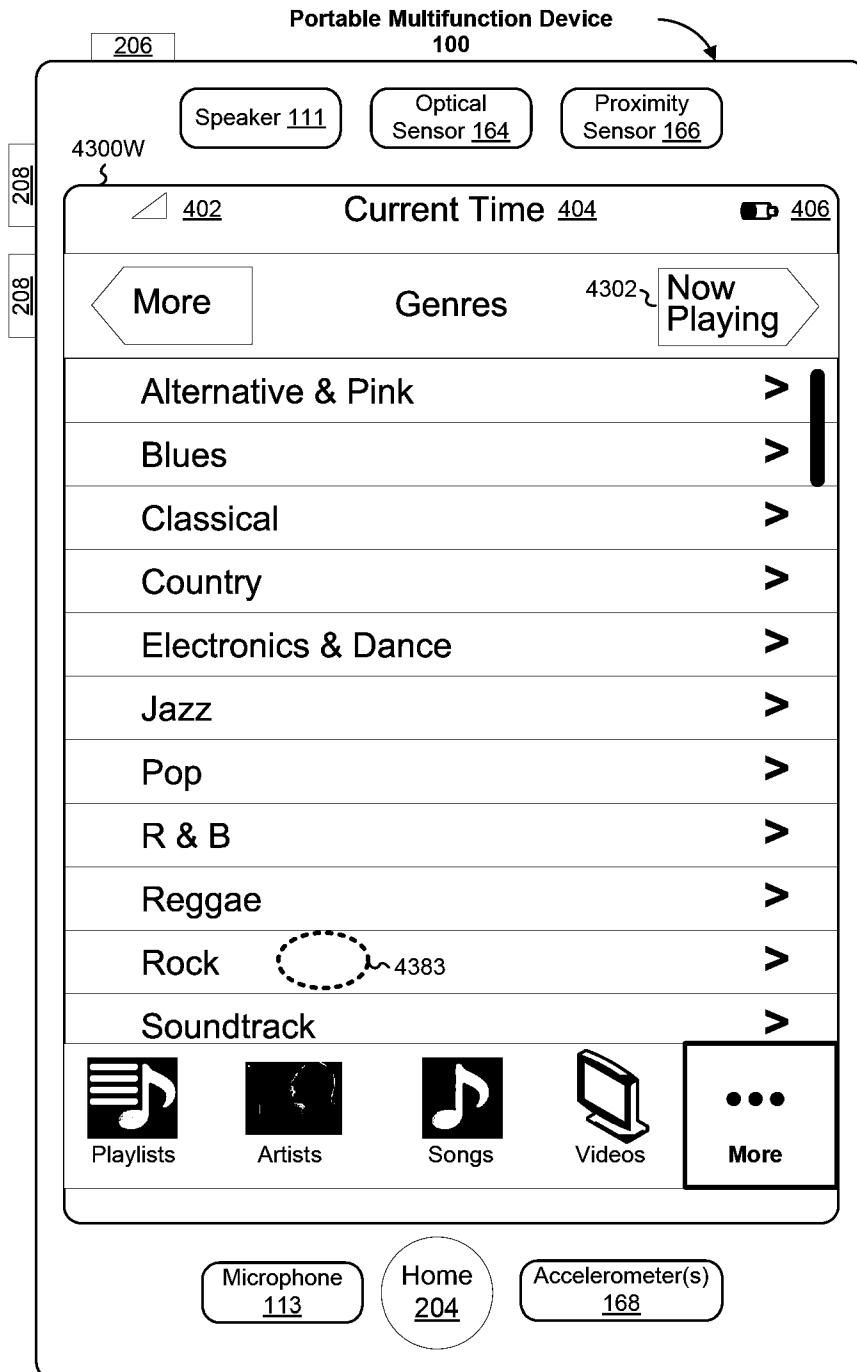 Portable Multifunction Device
100
206
Speaker 111
Optical
Sensor 164
Proximity
Sensor 166
4300W
208
208
402
Current Time 404
406
More
Genres
4302
Now
Playing
Alternative & Pink
>
Blues
>
Classical
>
Country
>
Electronics & Dance
>
Jazz
>
Pop
>
R & B
>
Reggae
>
Rock
4383
>
Soundtrack
>
Playlists
Artists
Songs
Videos
More
Microphone
113
Home
204
Accelerometer(s)
168